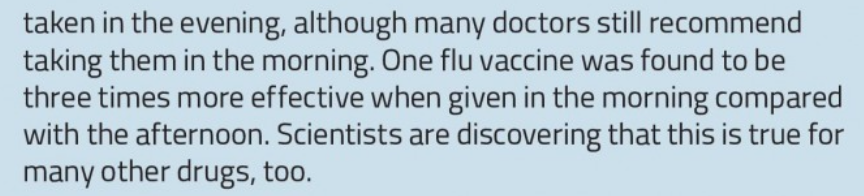 taken in the evening, although many doctors still recommend
taking them in the morning. One flu vaccine was found to be
three times more effective when given in the morning compared
with the afternoon. Scientists are discovering that this is true for
many other drugs, too.